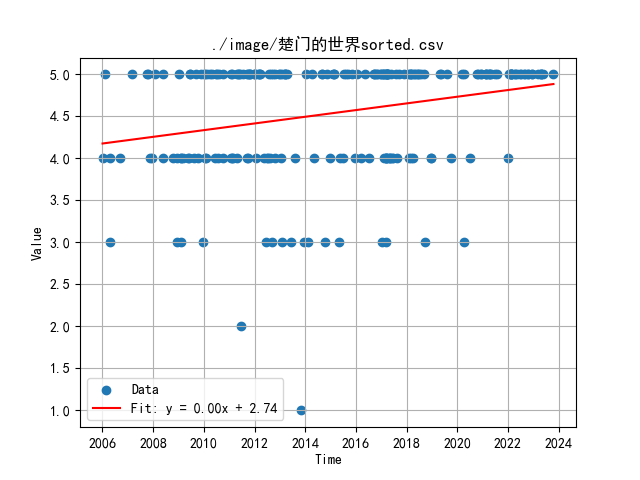 ./image/楚门的世界sorted.csv
5.0
4.5
4.0
3.5
3.0
2.5
2.0
1.5
1.0
Value
Data
Fit: y = 0.00x + 2.74
2006 2008 2010 2012 2014 2016 2018 2020 2022 2024
Time